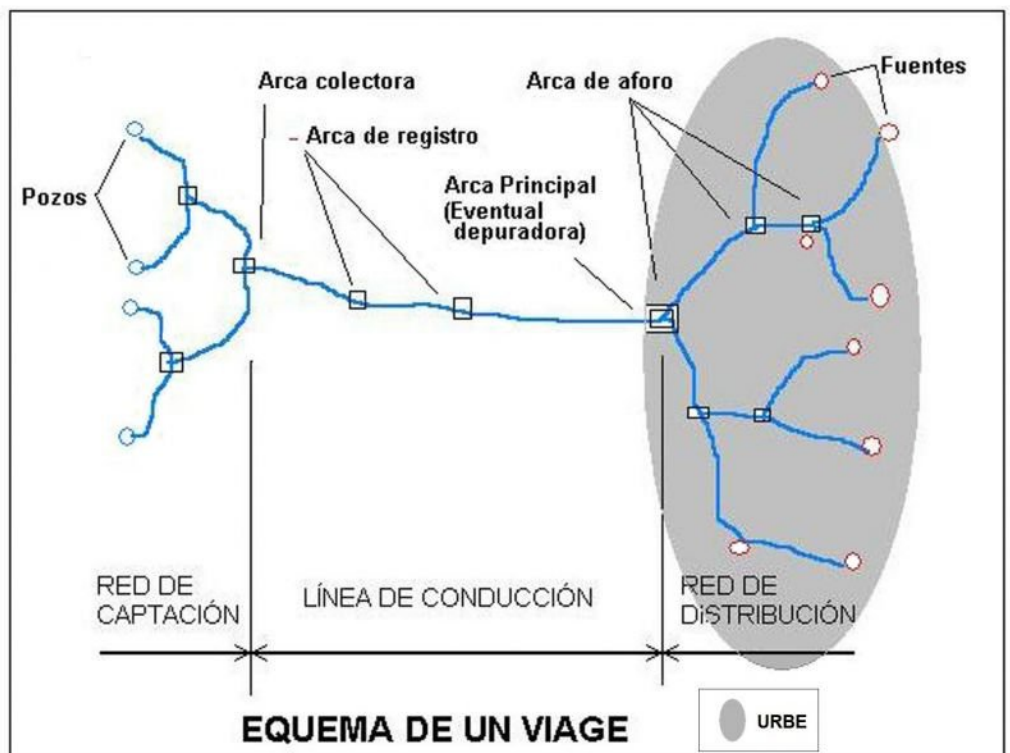 Arca colectora
Arca de aforo
Fuentes
Arca de registro
Pozos
Arca Principal
(Eventual
depuradora)
RED DE
CAPTACIÓN
LÍNEA DE CONDUCCIÓN
RED DE
DiSTRIBUCIÓN
EQUEMA DE UN VIAGE
URBE